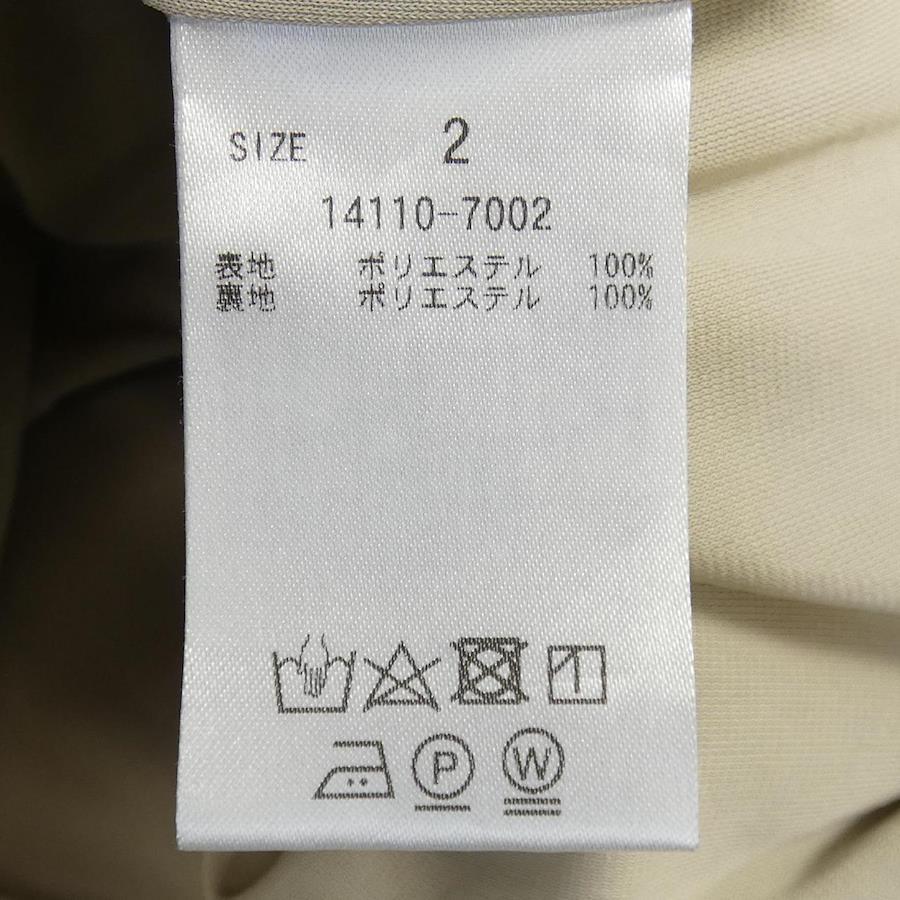 SIZE 2
14110-7002
表地 ポリエステル 100%
裏地 ポリエステル 100%
P W